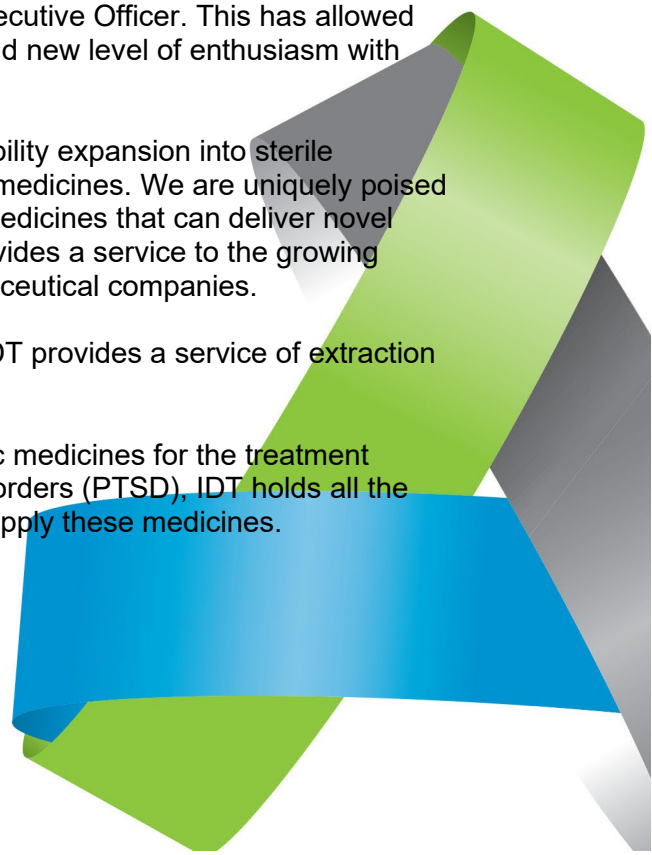 ecutive Officer. This has allowed
d new level of enthusiasm with
bility expansion into sterile
medicines. We are uniquely poised
edicines that can deliver novel
vides a service to the growing
ceutical companies.
DT provides a service of extraction
c medicines for the treatment
orders (PTSD), IDT holds all the
pply these medicines.